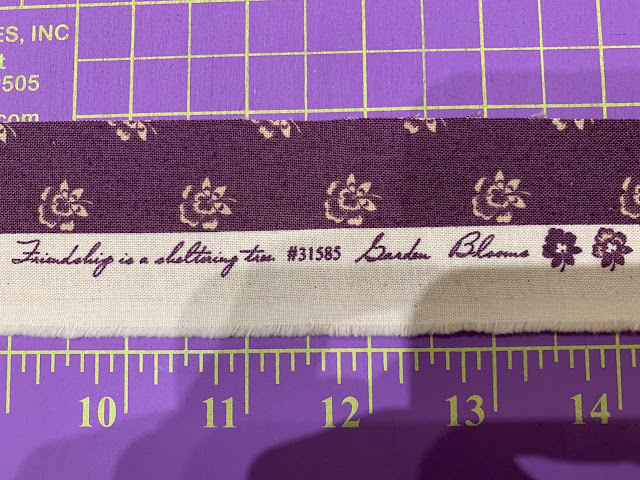 ES, INC
t
505
com
Friendship is a sheltering tree #31585 Garden Blooms
10 11 12 13 14